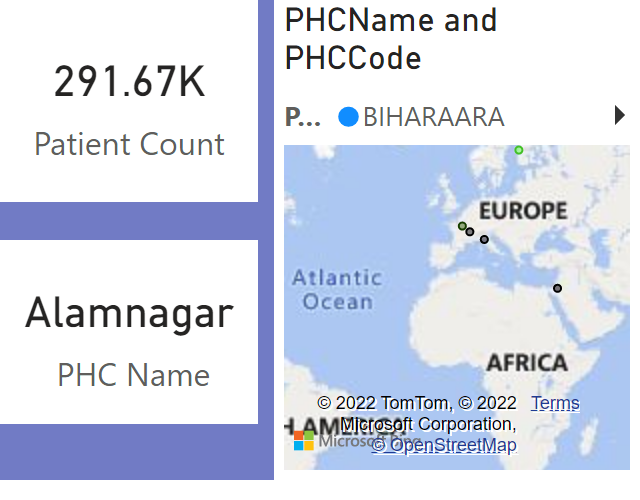 291.67K
Patient Count
Alamnagar
PHC Name
PHCName and
PHCCode
P... BIHARAARA
EUROPE
Atlantic
Ocean
AFRICA
© 2022 TomTom, © 2022 Terms
H AMERICA
Microsoft Corporation,
Microsoft Bing
© OpenStreetMap